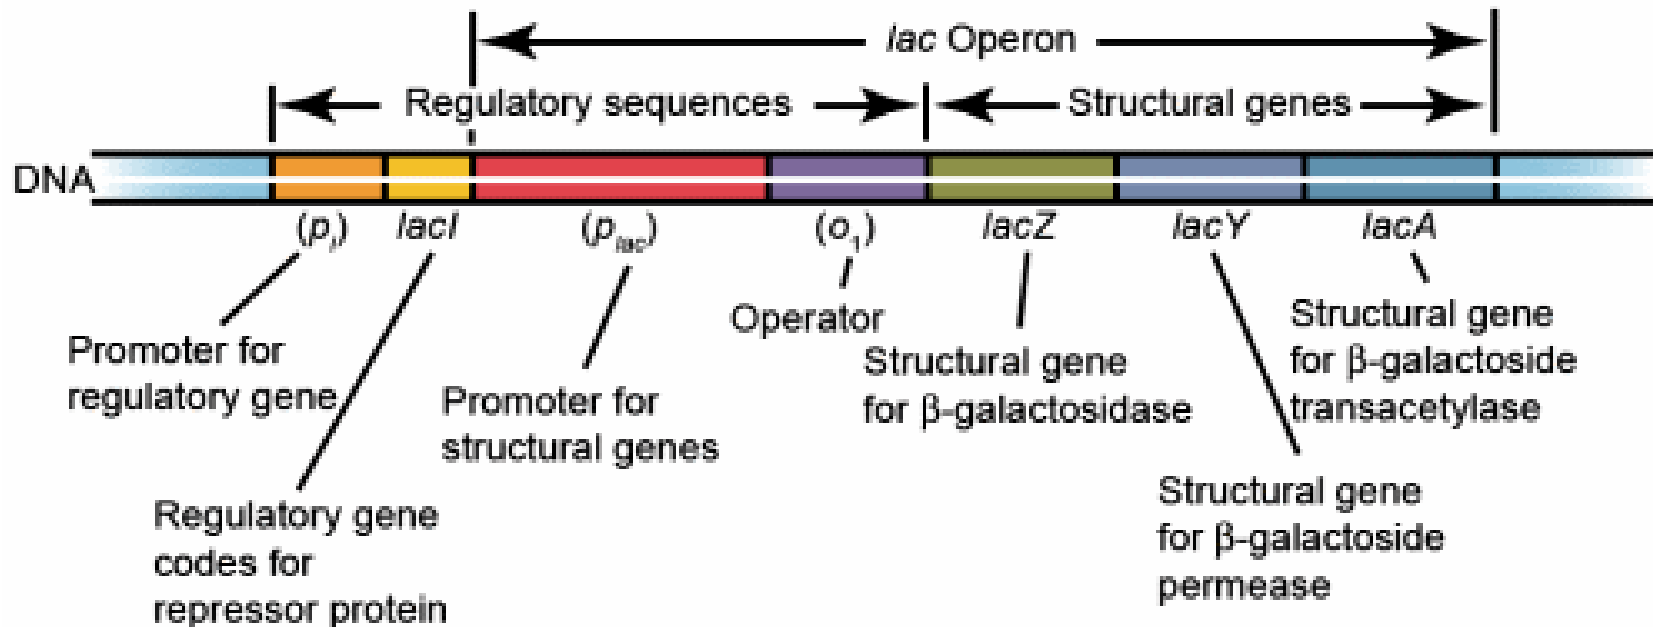 lac Operon
Regulatory sequences
Structural genes
DNA
(pᵢ) lacI (p_lac) (o₁) lacZ lacY lacA
Promoter for
regulatory gene
Regulatory gene
codes for
repressor protein
Promoter for
structural genes
Operator
Structural gene
for β-galactosidase
Structural gene
for β-galactoside
permease
Structural gene
for β-galactoside
transacetylase